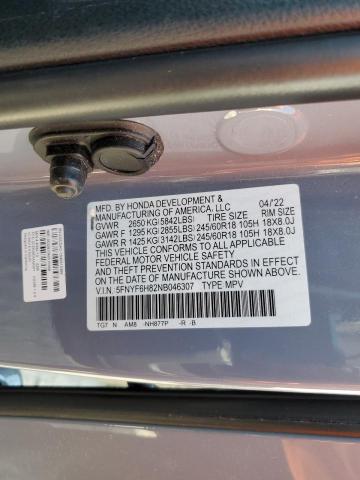 MFD. BY HONDA DEVELOPMENT &
MANUFACTURING OF AMERICA, LLC 04/'22
GVWR 2650 KG(5842LBS) TIRE SIZE RIM SIZE
GAWR F 1295 KG(2855LBS) 245/60R18 105H 18X8.0J
GAWR R 1425 KG(3142LBS) 245/60R18 105H 18X8.0J
THIS VEHICLE CONFORMS TO ALL APPLICABLE
FEDERAL MOTOR VEHICLE SAFETY
AND THEFT PREVENTION STANDARDS IN EFFECT
ON THE DATE OF MANUFACTURE SHOWN ABOVE.
V.I.N: 5FNYF6H82NB046307 TYPE MPV
TG7 N AM8 -NH877P -R -B